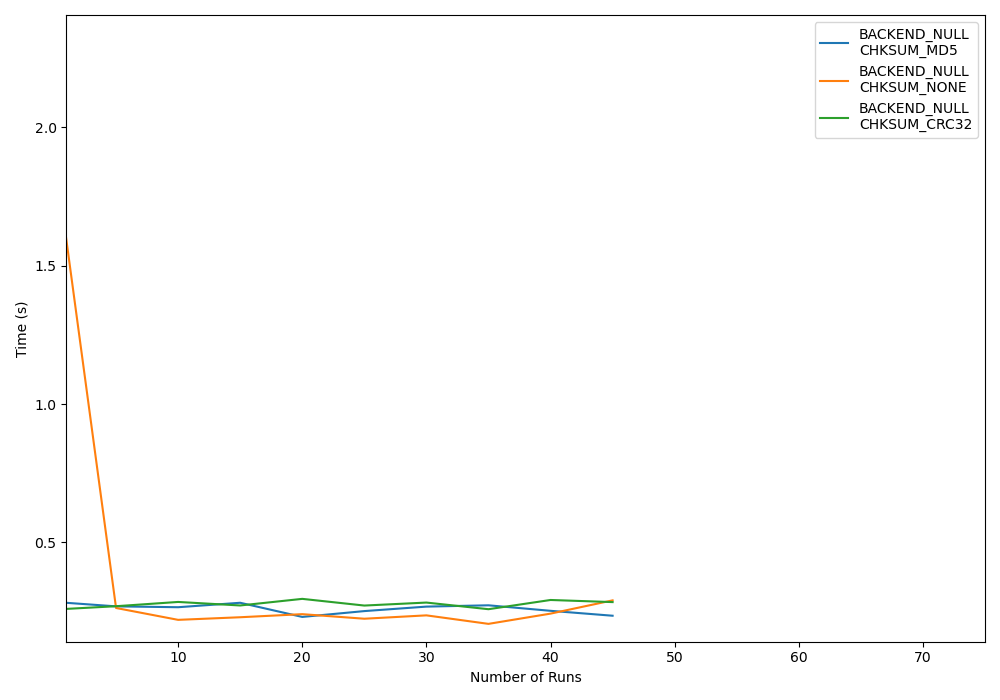 BACKEND_NULL
CHKSUM_MD5
BACKEND_NULL
CHKSUM_NONE
BACKEND_NULL
CHKSUM_CRC32
2.0
1.5
1.0
0.5
Time (s)
10 20 30 40 50 60 70
Number of Runs